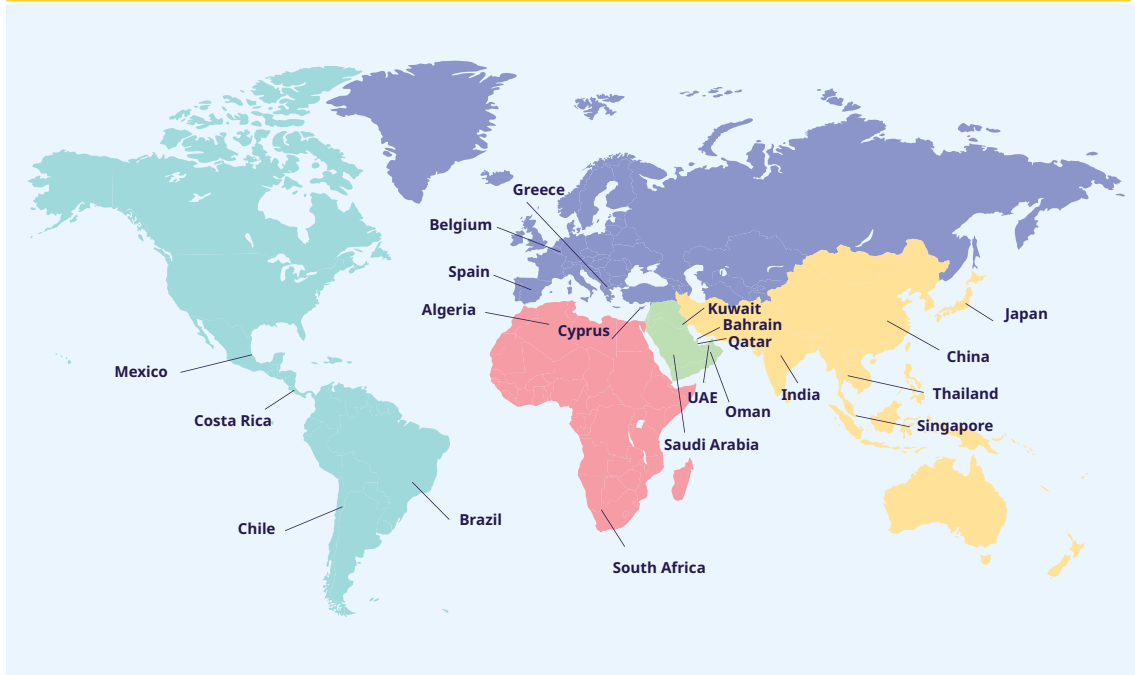 Greece
Belgium
Spain
Algeria
Cyprus
Kuwait
Bahrain
Qatar
Japan
China
Mexico
UAE
India
Thailand
Costa Rica
Oman
Singapore
Saudi Arabia
Brazil
Chile
South Africa